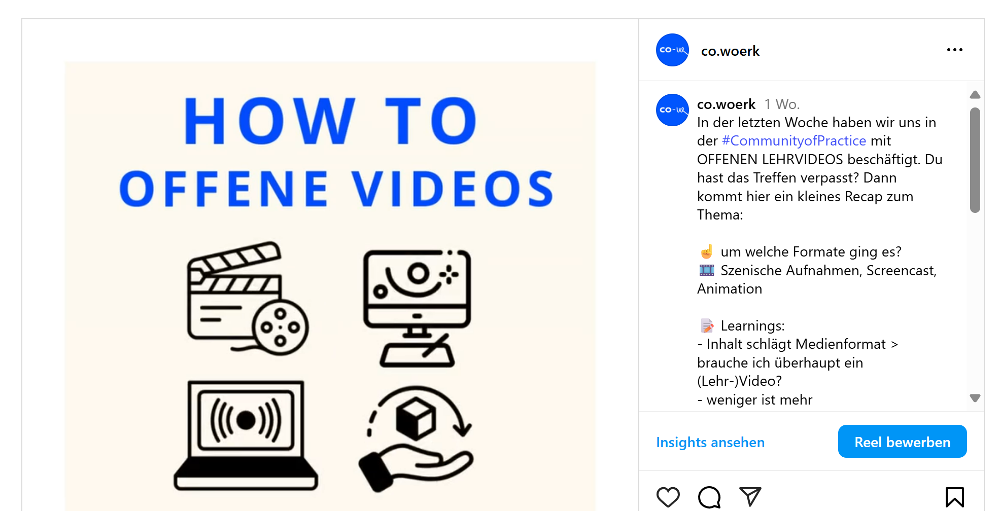 HOW TO
OFFENE VIDEOS
co-w
co.woerk
co-w
co.woerk 1 Wo.
In der letzten Woche haben wir uns in
der #CommunityofPractice mit
OFFENEN LEHRVIDEOS beschäftigt. Du
hast das Treffen verpasst? Dann
kommt hier ein kleines Recap zum
Thema:
☝️ um welche Formate ging es?
🎞️ Szenische Aufnahmen, Screencast,
Animation
📝 Learnings:
- Inhalt schlägt Medienformat >
brauche ich überhaupt ein
(Lehr-)Video?
- weniger ist mehr
Insights ansehen
Reel bewerben